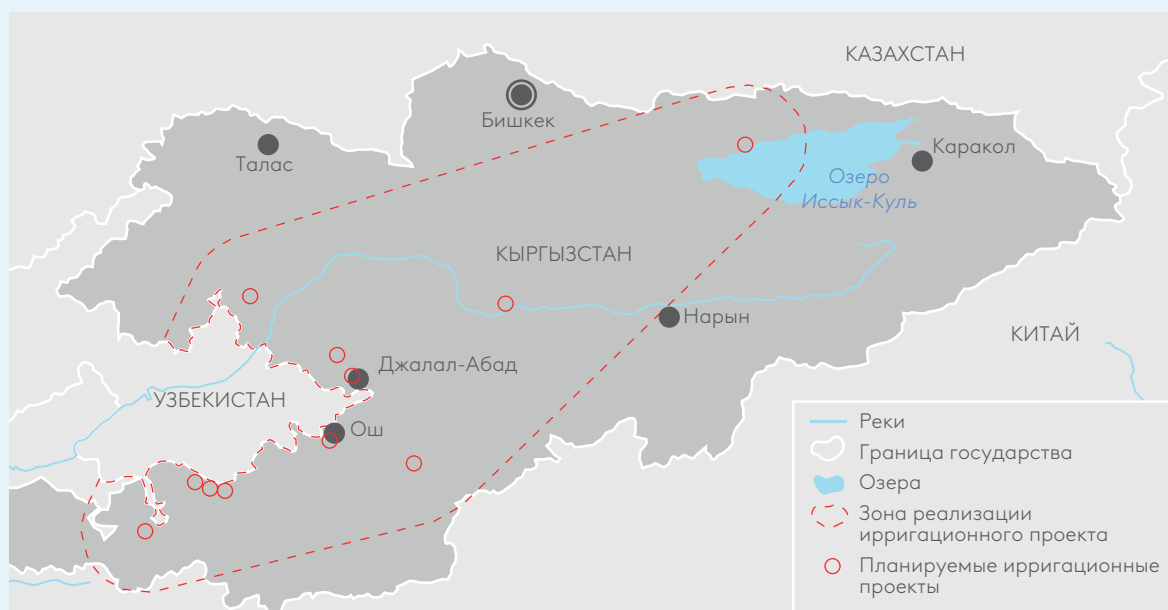 КАЗАХСТАН
Бишкек
Талас
Каракол
Озеро
Иссык-Куль
КЫРГЫЗСТАН
Нарын
КИТАЙ
Джалал-Абад
УЗБЕКИСТАН
Ош
Реки
Граница государства
Озера
Зона реализации
ирригационного проекта
Планируемые ирригационные
проекты